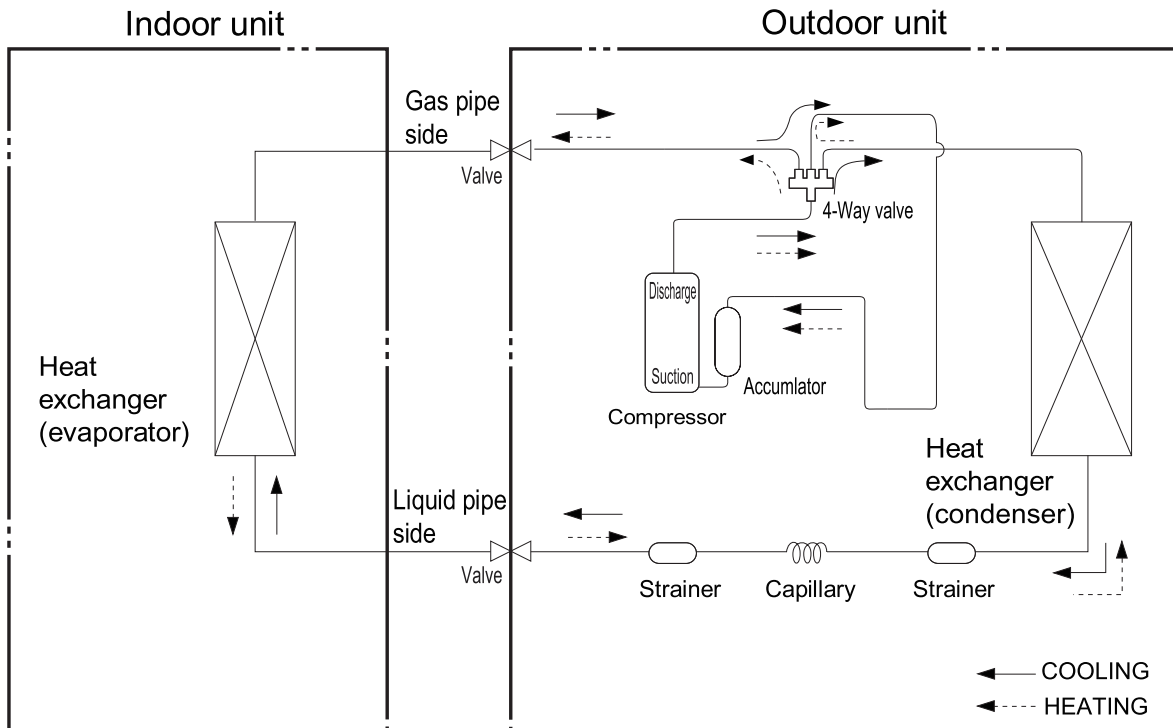 Indoor unit
Outdoor unit
Gas pipe
side
Valve
4-Way valve
Discharge
Suction
Compressor
Accumlator
Heat
exchanger
(evaporator)
Heat
exchanger
(condenser)
Liquid pipe
side
Valve
Strainer
Capillary
Strainer
COOLING
HEATING